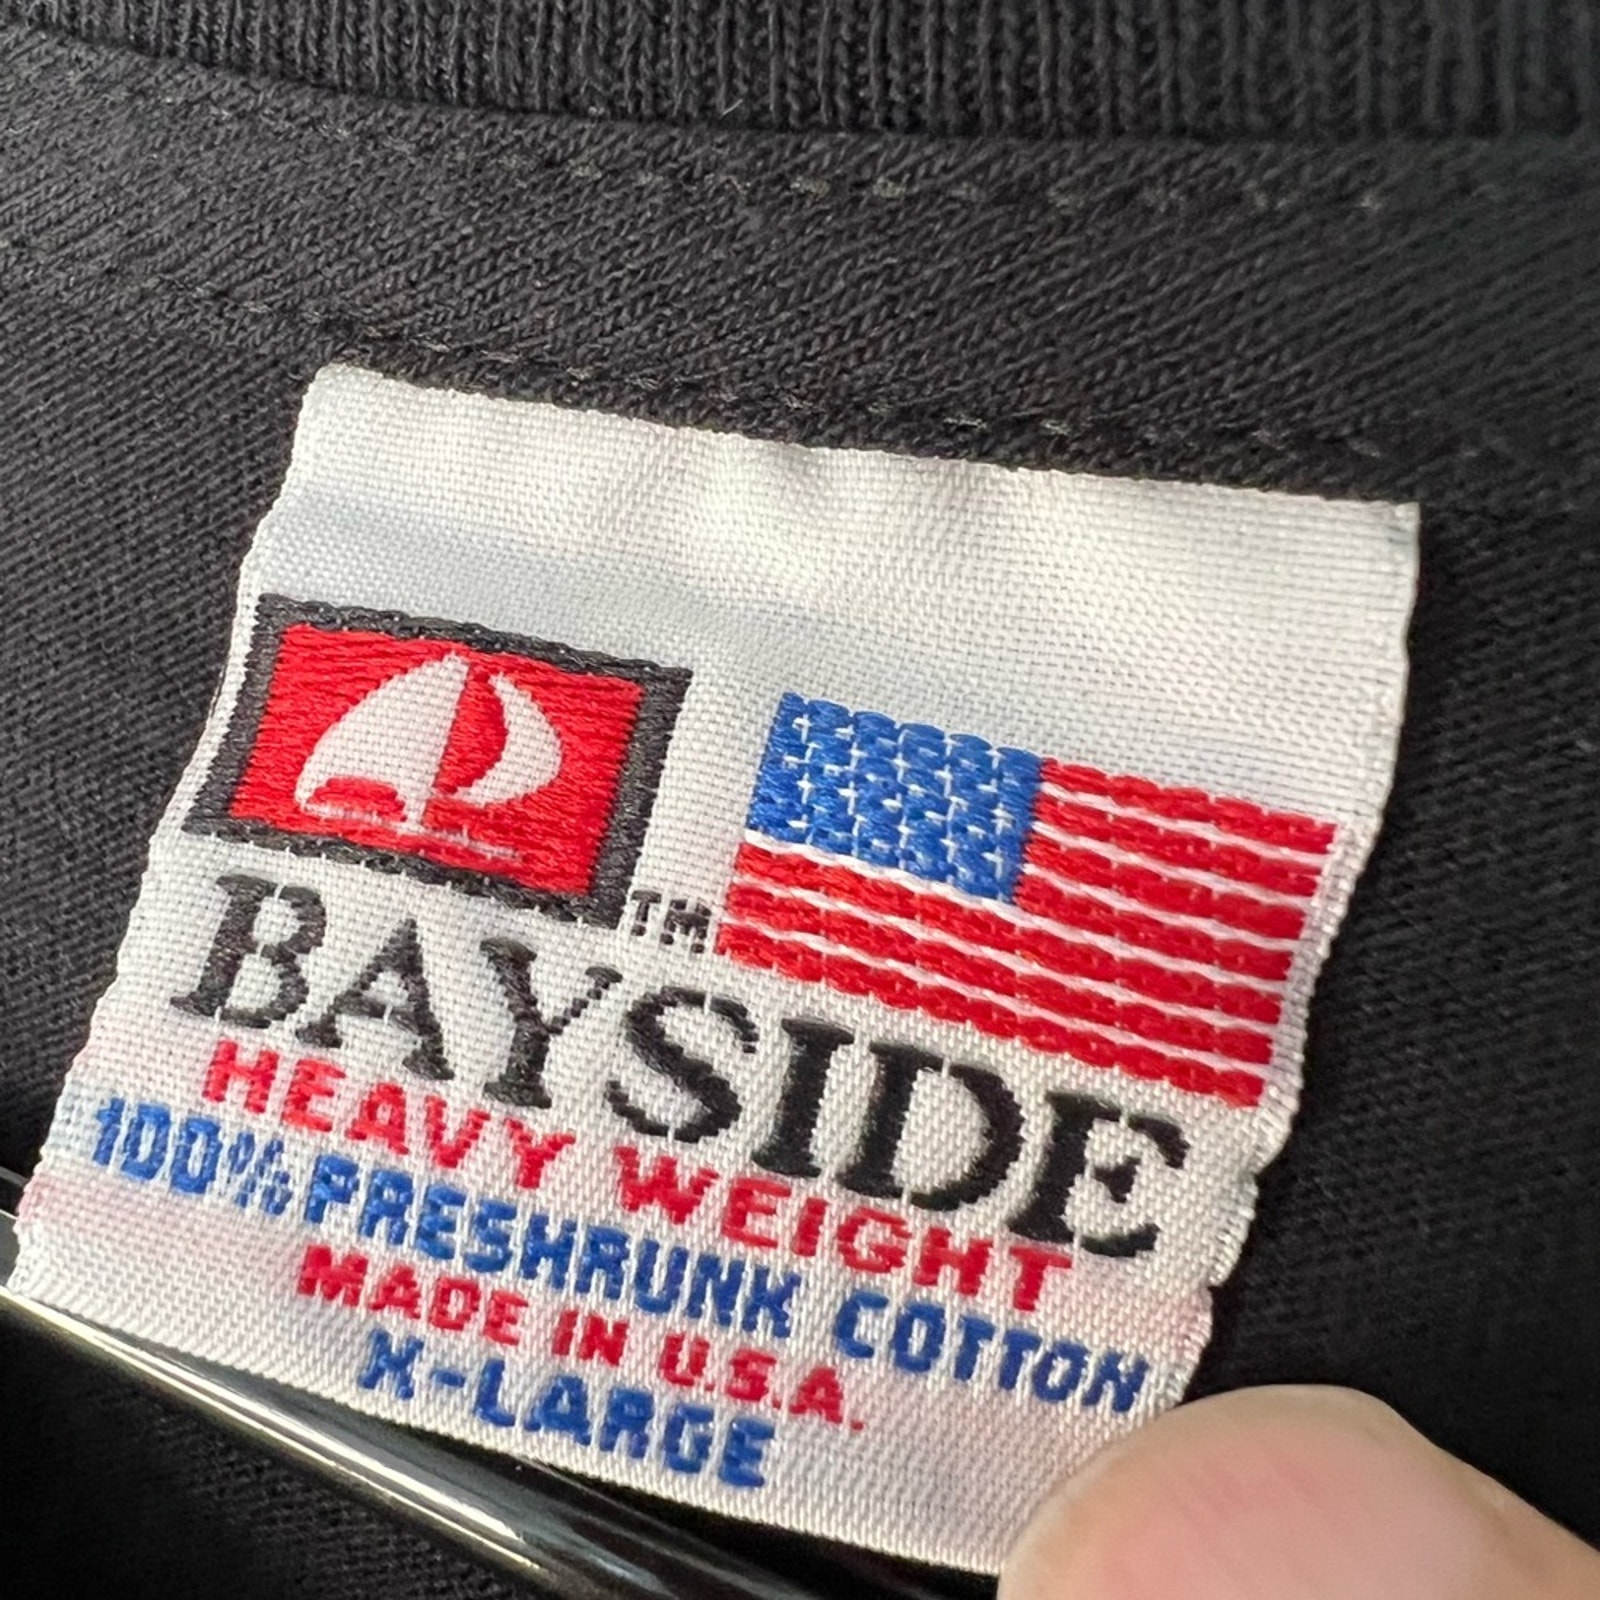 TM
BAYSIDE
HEAVY WEIGHT
100% PRESHRUNK COTTON
MADE IN U.S.A.
X-LARGE